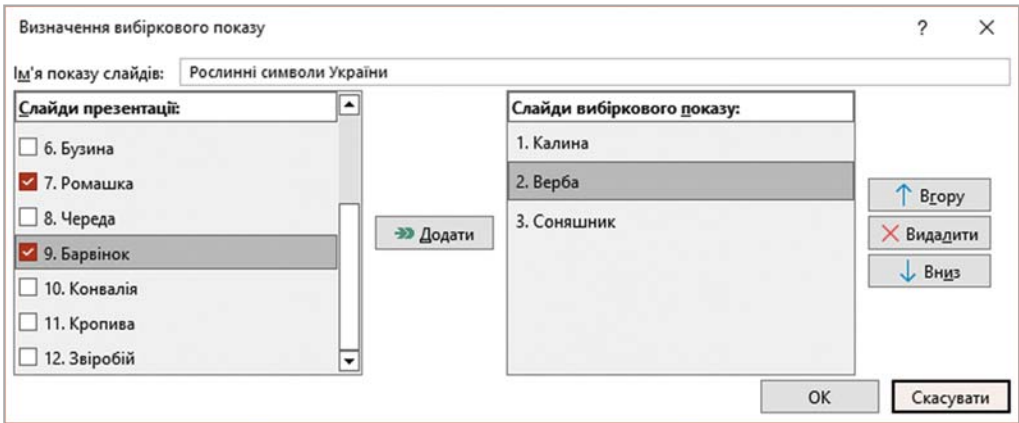 Визначення вибіркового показу ?
Ім'я показу слайдів: Рослинні символи України
Слайди презентації:
6. Бузина
7. Ромашка
8. Череда
9. Барвінок
10. Конвалія
11. Кропива
12. Звіробій
Додати
Слайди вибіркового показу:
1. Калина
2. Верба
3. Соняшник
Вгору
Видалити
Вниз
OK Скасувати